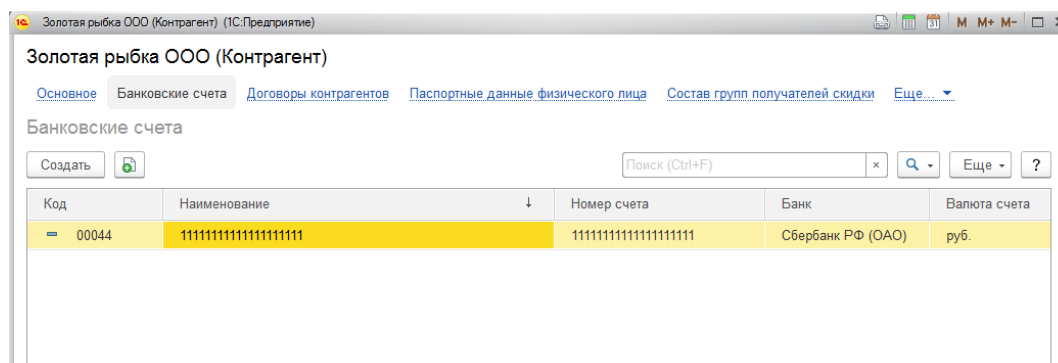 1С Золотая рыбка ООО (Контрагент) (1С:Предприятие) 31 M M+ M-
Золотая рыбка ООО (Контрагент)
Основное Банковские счета Договоры контрагентов Паспортные данные физического лица Состав групп получателей скидки Еще...
Банковские счета
Создать Поиск (Ctrl+F) × Еще ?
Код Наименование ↓ Номер счета Банк Валюта счета
00044 11111111111111111111 11111111111111111111 Сбербанк РФ (ОАО) руб.